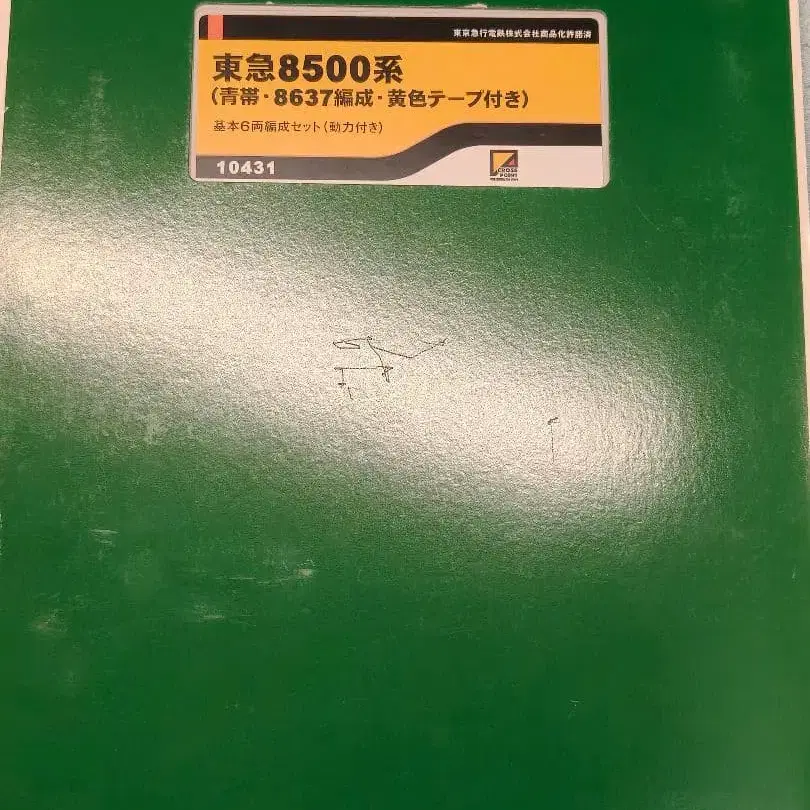 東京急行電鉄株式会社商品化許諾済
東急8500系
(青帯・8637編成・黄色テープ付き)
基本6両編成セット(動力付き)
10431
CROSS
POINT